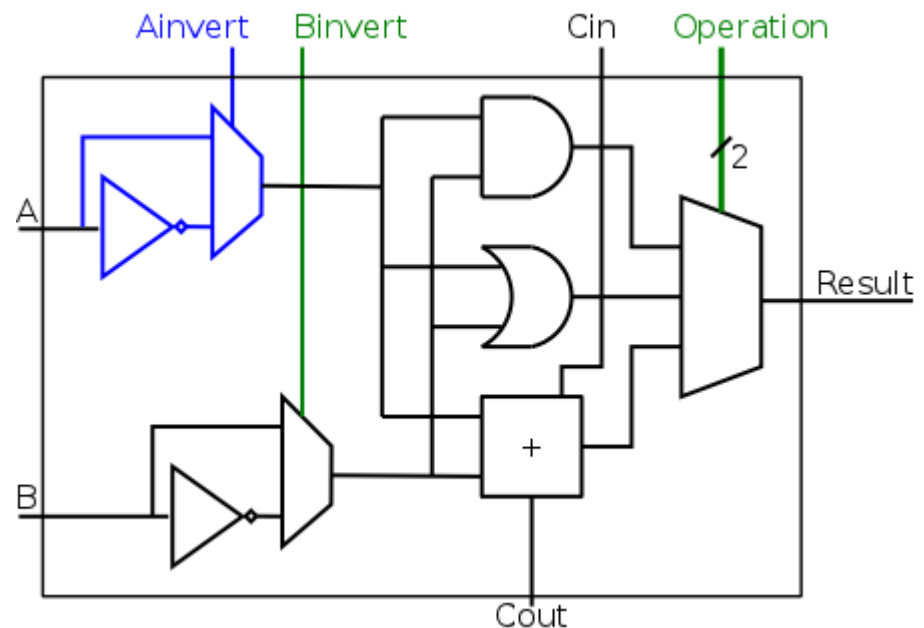 Ainvert
Binvert
Cin
Operation
2
A
Result
+
B
Cout